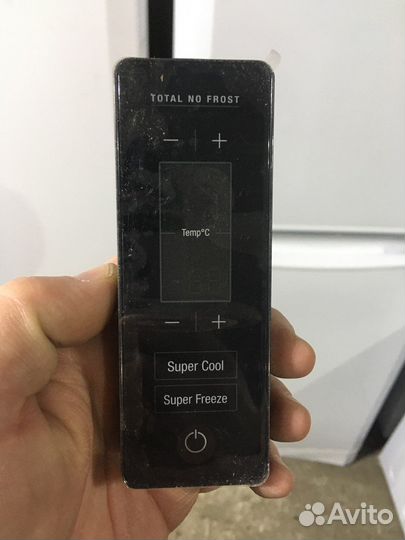 TOTAL NO FROST
− +
Temp°C
− +
Super Cool
Super Freeze
Avito